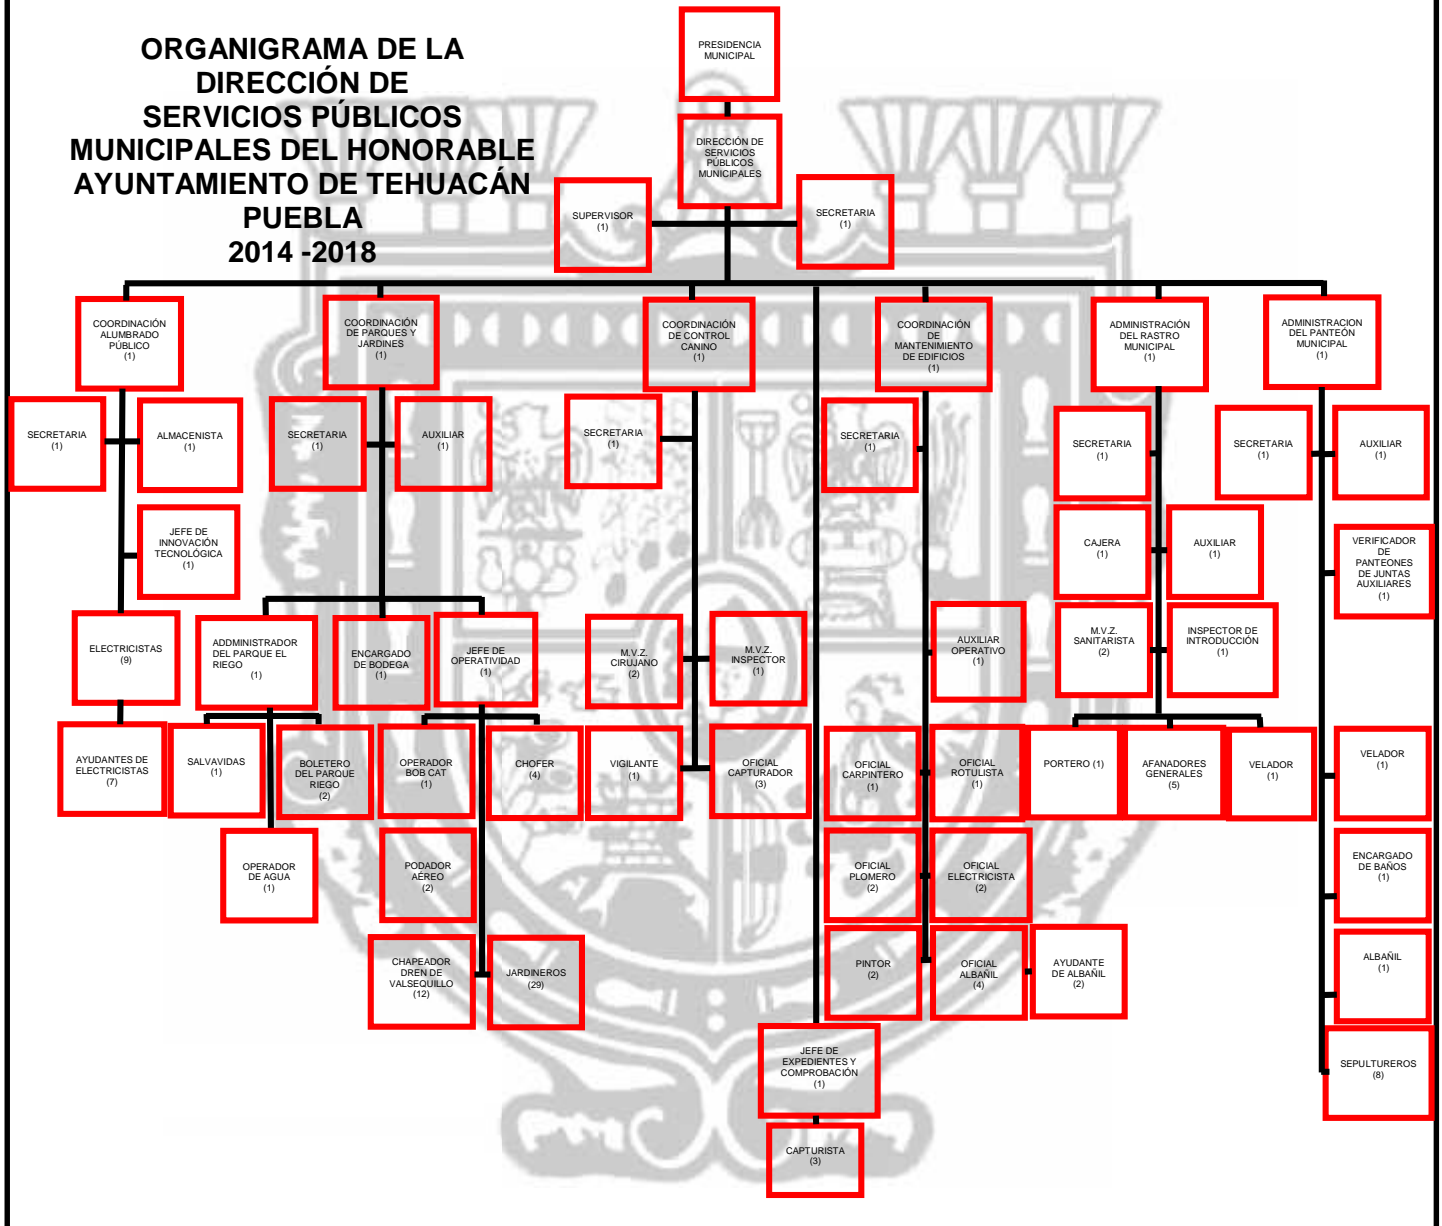 ORGANIGRAMA DE LA
DIRECCIÓN DE
SERVICIOS PÚBLICOS
MUNICIPALES DEL HONORABLE
AYUNTAMIENTO DE TEHUACÁN
PUEBLA
2014 -2018
PRESIDENCIA
MUNICIPAL
DIRECCIÓN DE
SERVICIOS
PÚBLICOS
MUNICIPALES
SUPERVISOR
(1)
SECRETARIA
(1)
COORDINACIÓN
ALUMBRADO
PÚBLICO
(1)
COORDINACIÓN
DE PARQUES Y
JARDINES
(1)
COORDINACIÓN
DE CONTROL
CANINO
(1)
COORDINACIÓN
DE
MANTENIMIENTO
DE EDIFICIOS
(1)
ADMINISTRACIÓN
DEL RASTRO
MUNICIPAL
(1)
ADMINISTRACION
DEL PANTEÓN
MUNICIPAL
(1)
SECRETARIA
(1)
ALMACENISTA
(1)
SECRETARIA
(1)
AUXILIAR
(1)
SECRETARIA
(1)
SECRETARIA
(1)
SECRETARIA
(1)
SECRETARIA
(1)
AUXILIAR
(1)
JEFE DE
INNOVACIÓN
TECNOLÓGICA
(1)
CAJERA
(1)
AUXILIAR
(1)
VERIFICADOR
DE
PANTEONES
DE JUNTAS
AUXILIARES
(1)
ELECTRICISTAS
(9)
ADDMINISTRADOR
DEL PARQUE EL
RIEGO
(1)
ENCARGADO
DE BODEGA
(1)
JEFE DE
OPERATIVIDAD
(1)
M.V.Z.
CIRUJANO
(2)
M.V.Z.
INSPECTOR
(1)
AUXILIAR
OPERATIVO
(1)
M.V.Z.
SANITARISTA
(2)
INSPECTOR DE
INTRODUCCIÓN
(1)
AYUDANTES DE
ELECTRICISTAS
(7)
SALVAVIDAS
(1)
BOLETERO
DEL PARQUE
RIEGO
(2)
OPERADOR
BOB CAT
(1)
CHOFER
(4)
VIGILANTE
(1)
OFICIAL
CAPTURADOR
(3)
OFICIAL
CARPINTERO
(1)
OFICIAL
ROTULISTA
(1)
PORTERO (1)
AFANADORES
GENERALES
(5)
VELADOR
(1)
VELADOR
(1)
OPERADOR
DE AGUA
(1)
PODADOR
AÉREO
(2)
OFICIAL
PLOMERO
(2)
OFICIAL
ELECTRICISTA
(2)
ENCARGADO
DE BAÑOS
(1)
CHAPEADOR
DREN DE
VALSEQUILLO
(12)
JARDINEROS
(29)
PINTOR
(2)
OFICIAL
ALBAÑIL
(4)
AYUDANTE
DE ALBAÑIL
(2)
ALBAÑIL
(1)
JEFE DE
EXPEDIENTES Y
COMPROBACIÓN
(1)
SEPULTUREROS
(8)
CAPTURISTA
(3)